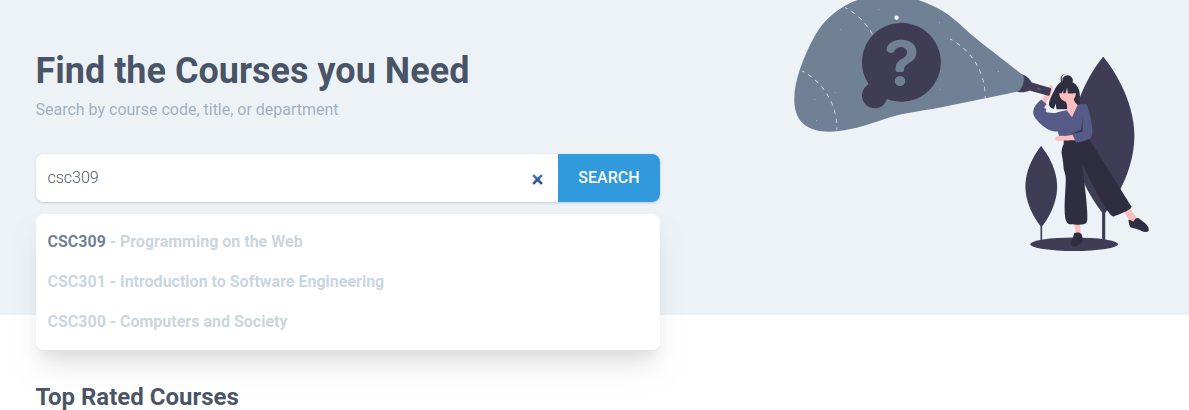 Find the Courses you Need
Search by course code, title, or department
?
csc309
SEARCH
CSC309 - Programming on the Web
CSC301 - Introduction to Software Engineering
CSC300 - Computers and Society
Top Rated Courses